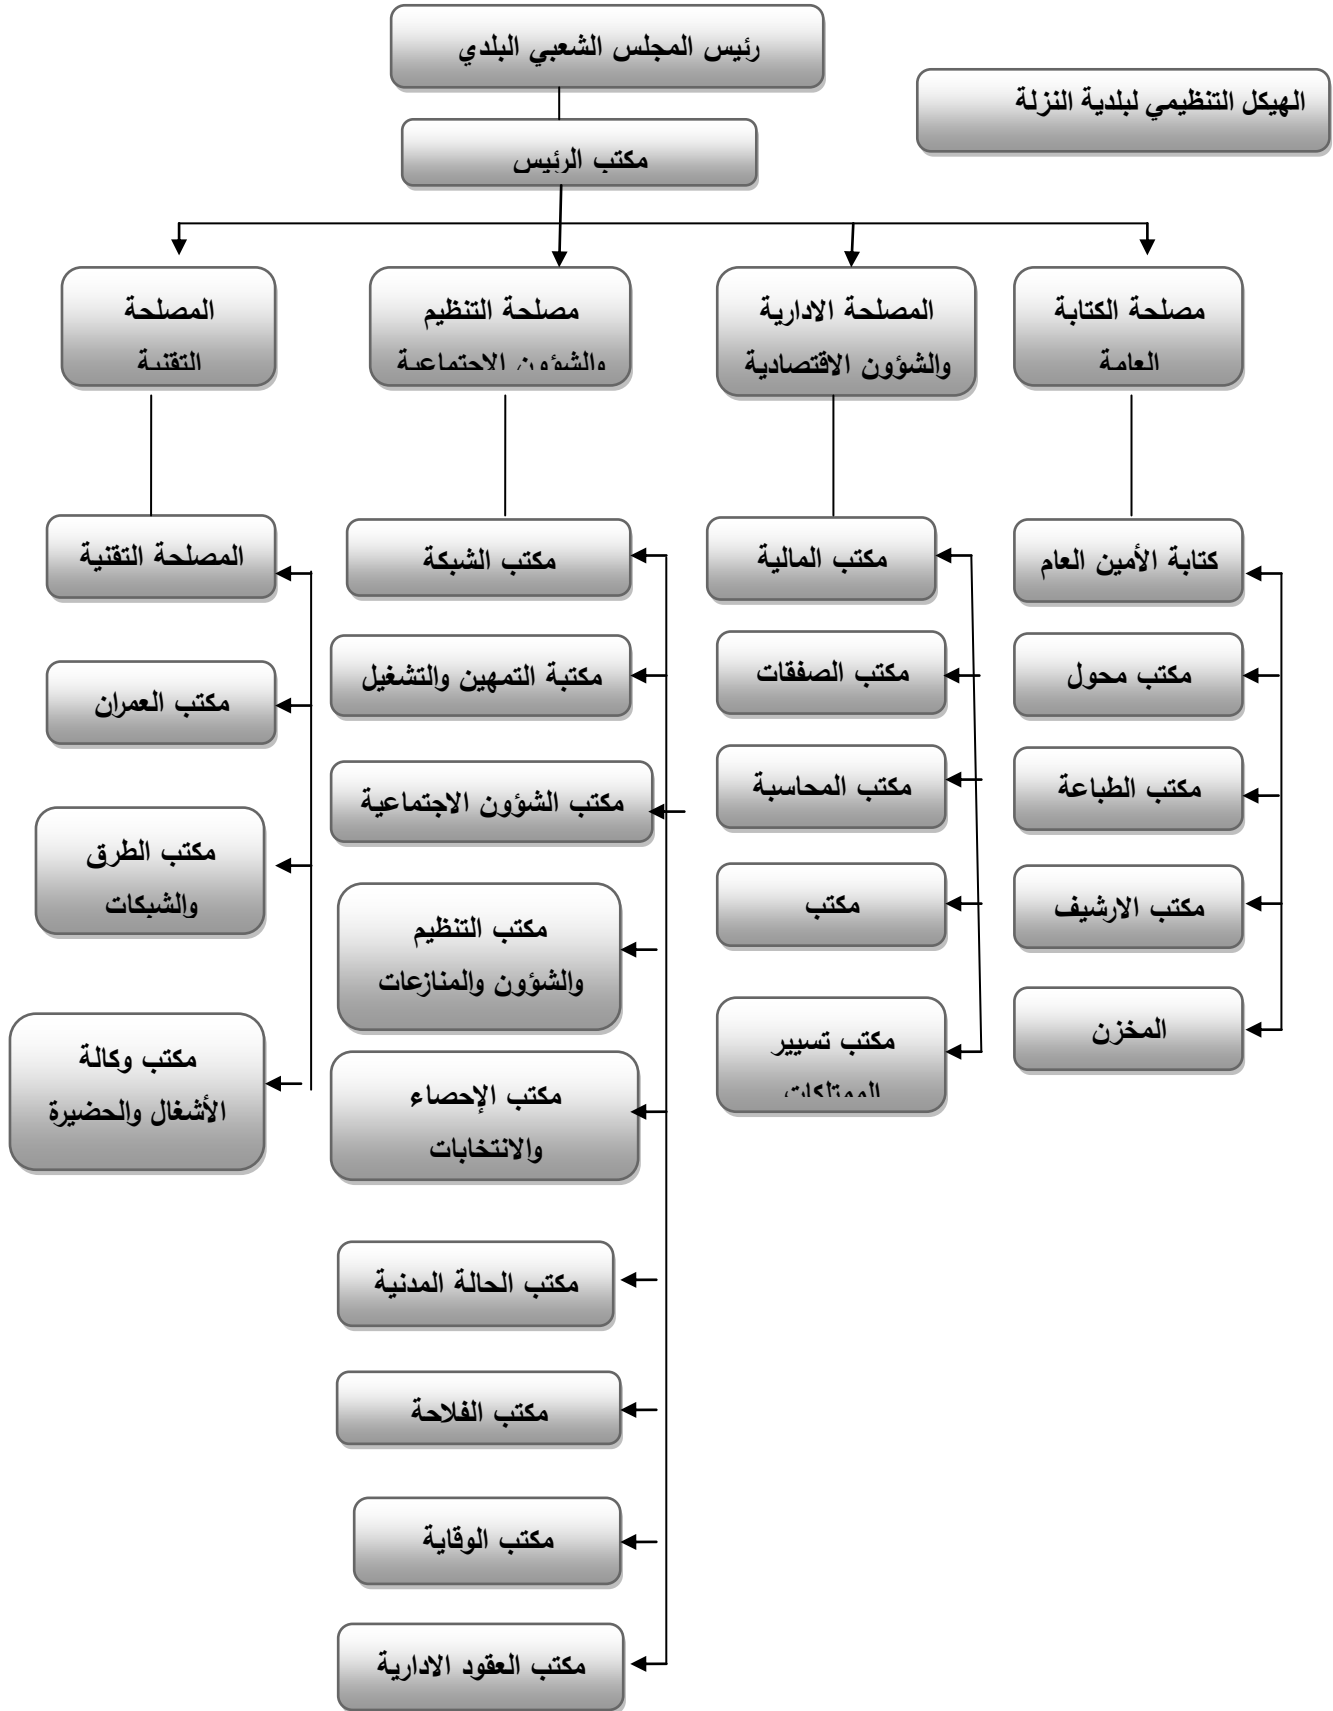 رئيس المجلس الشعبي البلدي
الهيكل التنظيمي لبلدية النزلة
مكتب الرئيس
مصلحة الكتابة
العامة
المصلحة الادارية
والشؤون الاقتصادية
مصلحة التنظيم
والشؤون الاجتماعية
المصلحة
التقنية
كتابة الأمين العام
مكتب محول
مكتب الطباعة
مكتب الارشيف
المخزن
مكتب المالية
مكتب الصفقات
مكتب المحاسبة
مكتب
مكتب تسيير
الممتلكات
مكتب الشبكة
مكتبة التمهين والتشغيل
مكتب الشؤون الاجتماعية
مكتب التنظيم
والشؤون والمنازعات
مكتب الإحصاء
والانتخابات
مكتب الحالة المدنية
مكتب الفلاحة
مكتب الوقاية
مكتب العقود الادارية
المصلحة التقنية
مكتب العمران
مكتب الطرق
والشبكات
مكتب وكالة
الأشغال والحضيرة